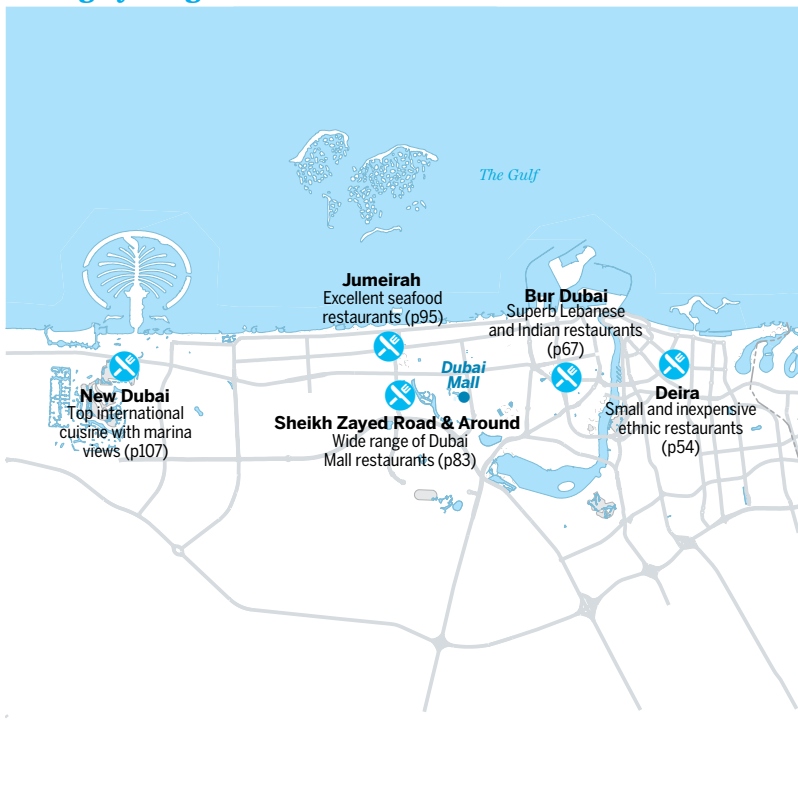 The Gulf
Jumeirah
Excellent seafood
restaurants (p95)
Bur Dubai
Superb Lebanese
and Indian restaurants
(p67)
Dubai
Mall
New Dubai
Top international
cuisine with marina
views (p107)
Sheikh Zayed Road & Around
Wide range of Dubai
Mall restaurants (p83)
Deira
Small and inexpensive
ethnic restaurants
(p54)